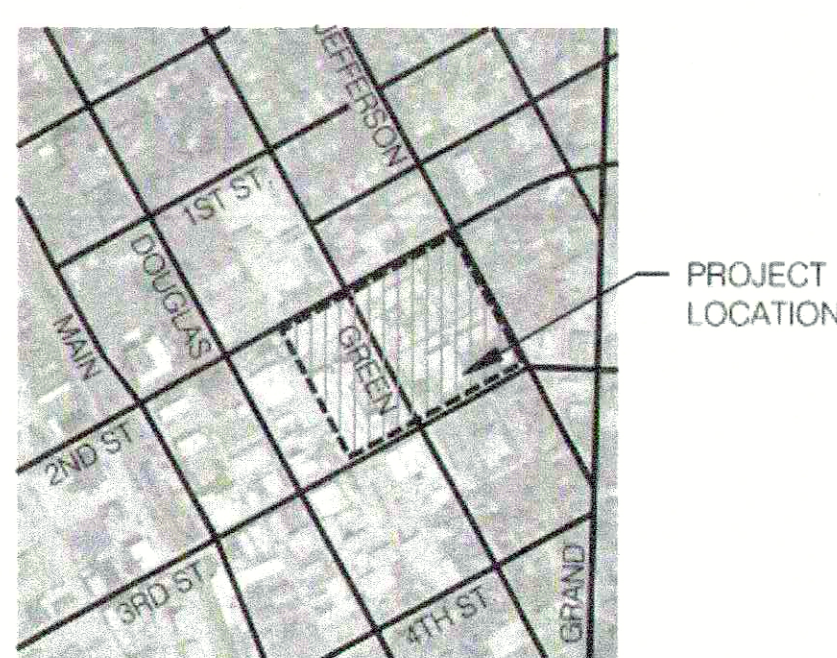 JEFFERSON
1ST ST.
DOUGLAS
MAIN
GREEN
PROJECT
LOCATION
2ND ST.
3RD ST.
4TH ST.
GRAND